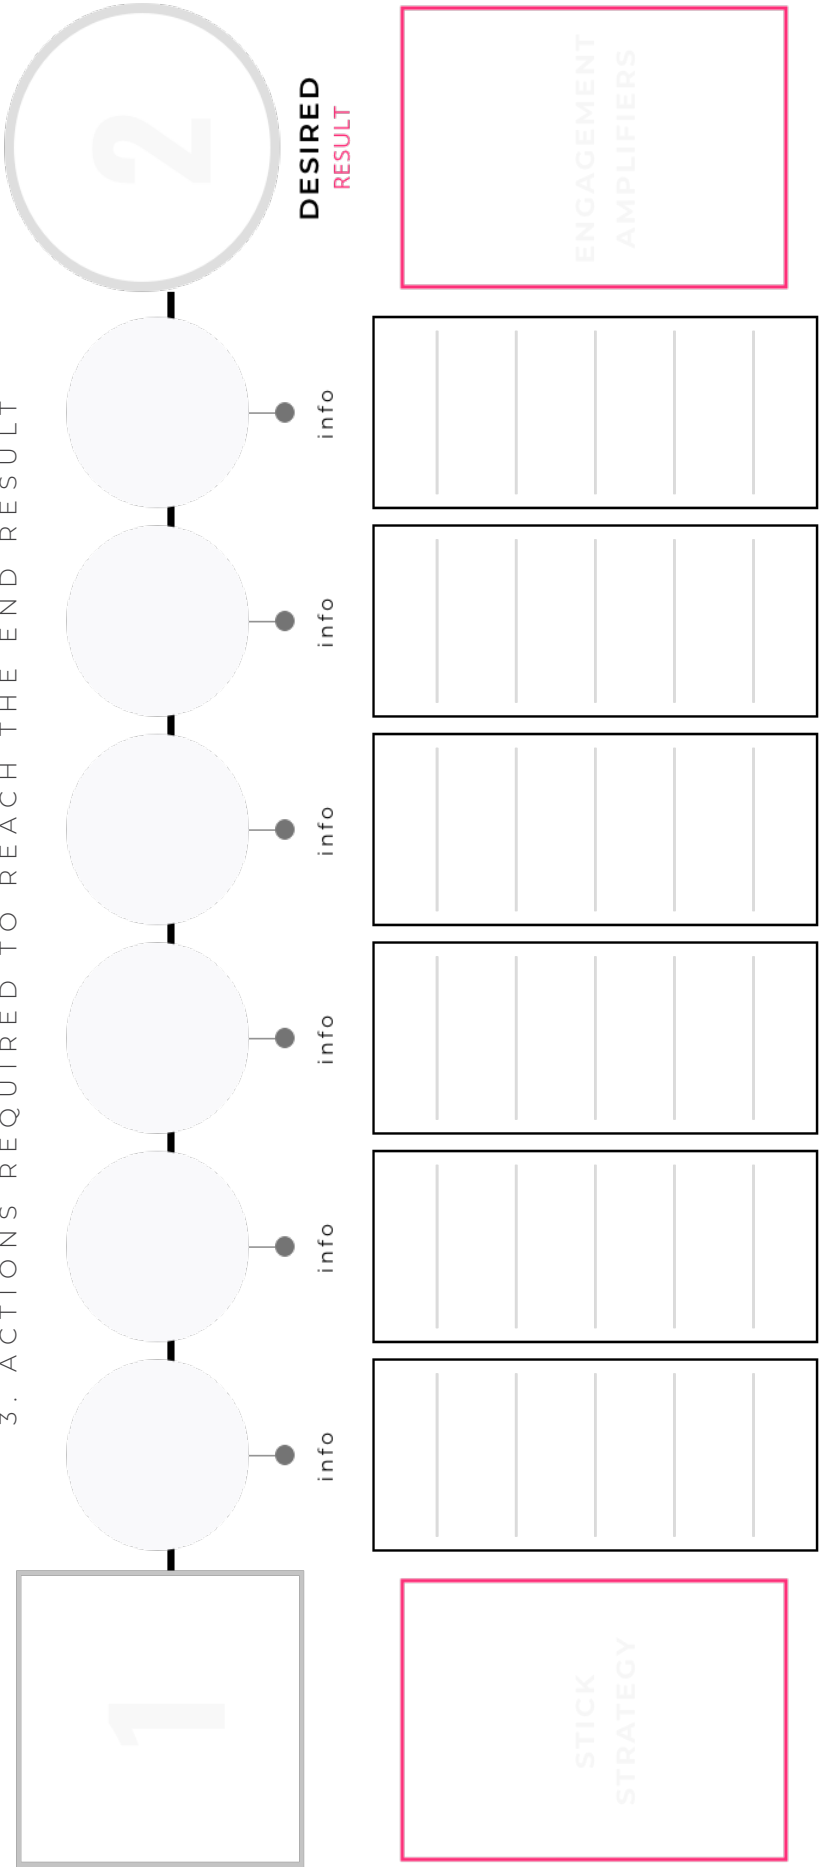 3. ACTIONS REQUIRED TO REACH THE END RESULT
1
info
info
info
info
info
info
2
DESIRED
RESULT
STICK
STRATEGY
ENGAGEMENT
AMPLIFIERS